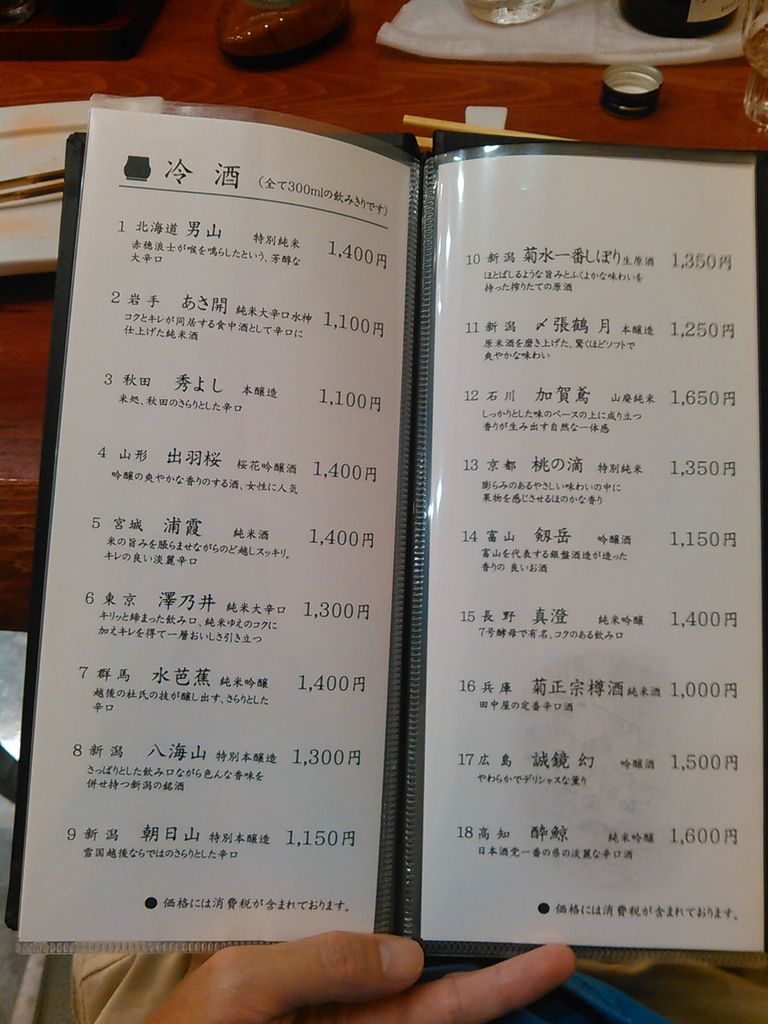 冷酒 (全て300mlの飲みきりです)
1 北海道 男山 特別純米 1,400円
赤穂浪士が喉を鳴らしたという、芳醇な
大辛口
2 岩手 あさ開 純米大辛口水神 1,100円
コクとキレが同居する食中酒として辛口に
仕上げた純米酒
3 秋田 秀よし 本醸造 1,100円
米処、秋田のさらりとした辛口
4 山形 出羽桜 桜花吟醸酒 1,400円
吟醸の爽やかな香りのする酒、女性に人気
5 宮城 浦霞 純米酒 1,400円
米の旨みを脹らませながらのど越しスッキリ。
キレの良い淡麗辛口
6 東京 澤乃井 純米大辛口 1,300円
キリッと締まった飲み口、純米ゆえのコクに
加えキレを得て一層おいしさ引き立つ
7 群馬 水芭蕉 純米吟醸 1,400円
越後の杜氏の技が醸し出す、さらりとした
辛口
8 新潟 八海山 特別本醸造 1,300円
さっぱりとした飲み口ながら色んな香味を
併せ持つ新潟の銘酒
9 新潟 朝日山 特別本醸造 1,150円
雪国越後ならではのさらりとした辛口
● 価格には消費税が含まれております。
10 新潟 菊水一番しぼり生原酒 1,350円
ほとばしるような旨みとふくよかな味わいを
持った搾りたての原酒
11 新潟 〆張鶴 月 本醸造 1,250円
原米酒を磨き上げた、驚くほどソフトで
爽やかな味わい
12 石川 加賀鳶 山廃純米 1,650円
しっかりとした味のベースの上に成り立つ
香りが生み出す自然な一体感
13 京都 桃の滴 特別純米 1,350円
膨らみのあるやさしい味わいの中に
果物を感じさせるほのかな香り
14 富山 剱岳 吟醸酒 1,150円
富山を代表する銀盤酒造が造った
香りの 良いお酒
15 長野 真澄 純米吟醸 1,400円
7号酵母で有名、コクのある飲み口
16 兵庫 菊正宗樽酒 純米酒 1,000円
田中屋の定番辛口酒
17 広島 誠鏡 幻 吟醸酒 1,500円
やわらかでデリシャスな薫り
18 高知 酔鯨 純米吟醸 1,600円
日本酒党一番の県の淡麗な辛口酒
● 価格には消費税が含まれております。